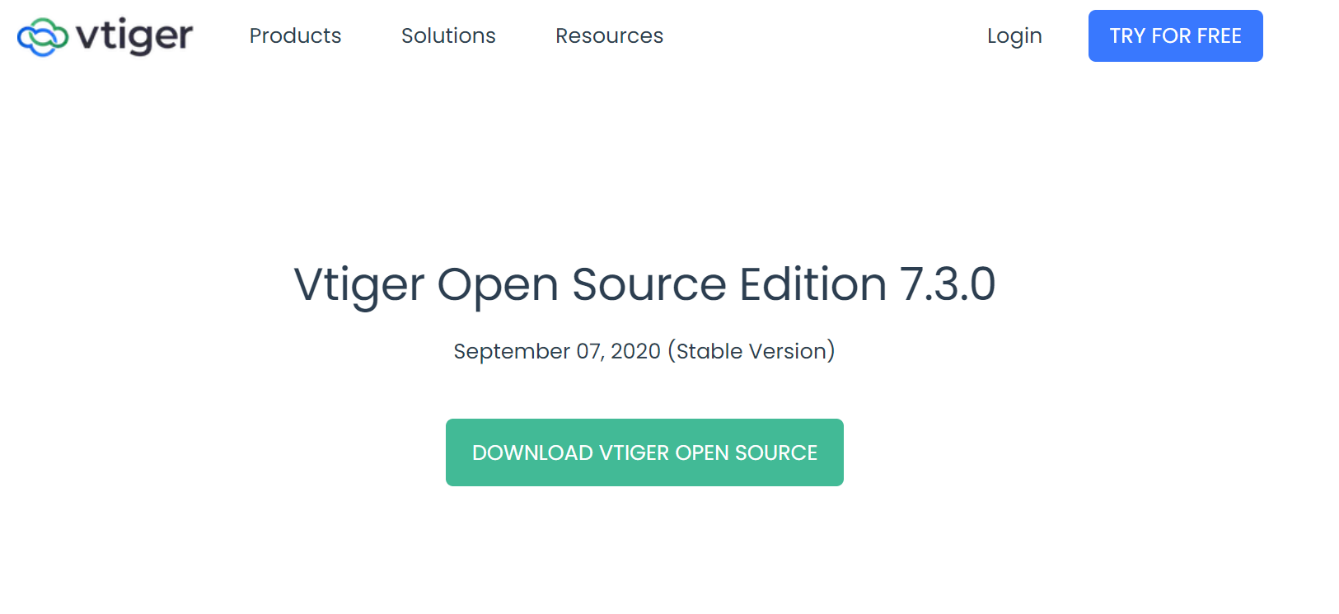 vtiger Products Solutions Resources Login TRY FOR FREE
Vtiger Open Source Edition 7.3.0
September 07, 2020 (Stable Version)
DOWNLOAD VTIGER OPEN SOURCE